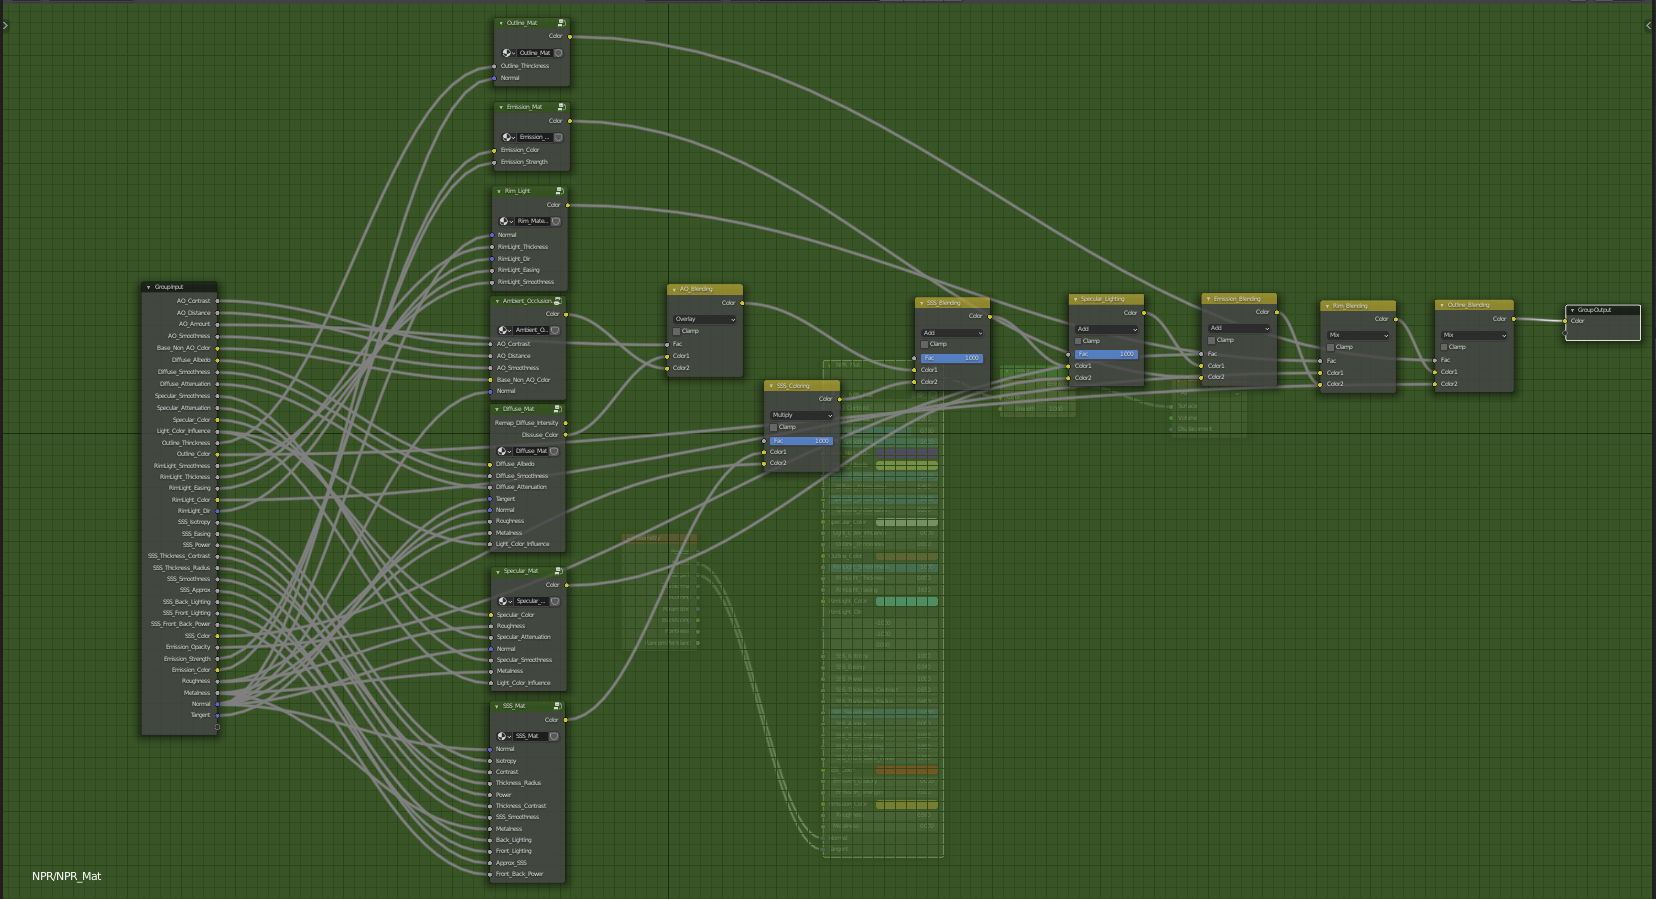 Outline_Mat
Color
Outline_Mat
Outline_Thinckness
Normal
Emission_Mat
Color
Emission_...
Emission_Color
Emission_Strength
Rim_Light
Color
Rim_Mate...
Normal
RimLight_Thickness
RimLight_Dir
RimLight_Easing
RimLight_Smoothness
GroupInput
AO_Contrast
AO_Distance
AO_Amount
AO_Smoothness
Base_Non_AO_Color
Diffuse_Albedo
Diffuse_Smoothness
Diffuse_Attenuation
Specular_Smoothness
Specular_Attenuation
Specular_Color
Light_Color_Influence
Outline_Thinckness
Outline_Color
RimLight_Smoothness
RimLight_Thickness
RimLight_Easing
RimLight_Color
RimLight_Dir
SSS_Isotropy
SSS_Easing
SSS_Power
SSS_Thickness_Contrast
SSS_Thickness_Radius
SSS_Smoothness
SSS_Approx
SSS_Back_Lighting
SSS_Front_Lighting
SSS_Front_Back_Power
SSS_Color
Emission_Opacity
Emission_Strength
Emission_Color
Roughness
Metalness
Normal
Tangent
Ambient_Occlusion
Color
Ambient_O...
AO_Contrast
AO_Distance
AO_Smoothness
Base_Non_AO_Color
Normal
Diffuse_Mat
Remap_Diffuse_Intensity
Dissuse_Color
Diffuse_Mat
Diffuse_Albedo
Diffuse_Smoothness
Diffuse_Attenuation
Tangent
Normal
Roughness
Metalness
Light_Color_Influence
Specular_Mat
Color
Specular_...
Specular_Color
Roughness
Specular_Attenuation
Normal
Specular_Smoothness
Metalness
Light_Color_Influence
SSS_Mat
Color
SSS_Mat
Normal
Isotropy
Contrast
Thickness_Radius
Power
Thickness_Contrast
SSS_Smoothness
Metalness
Back_Lighting
Front_Lighting
Approx_SSS
Front_Back_Power
AO_Blending
Color
Overlay
Clamp
Fac
Color1
Color2
SSS_Coloring
Color
Multiply
Clamp
Fac 1.000
Color1
Color2
SSS_Blending
Color
Add
Clamp
Fac 1.000
Color1
Color2
Specular_Lighting
Color
Add
Clamp
Fac 1.000
Color1
Color2
Emission_Blending
Color
Add
Clamp
Fac
Color1
Color2
Rim_Blending
Color
Mix
Clamp
Fac
Color1
Color2
Outline_Blending
Color
Mix
Clamp
Fac
Color1
Color2
GroupOutput
Color
NPR/NPR_Mat